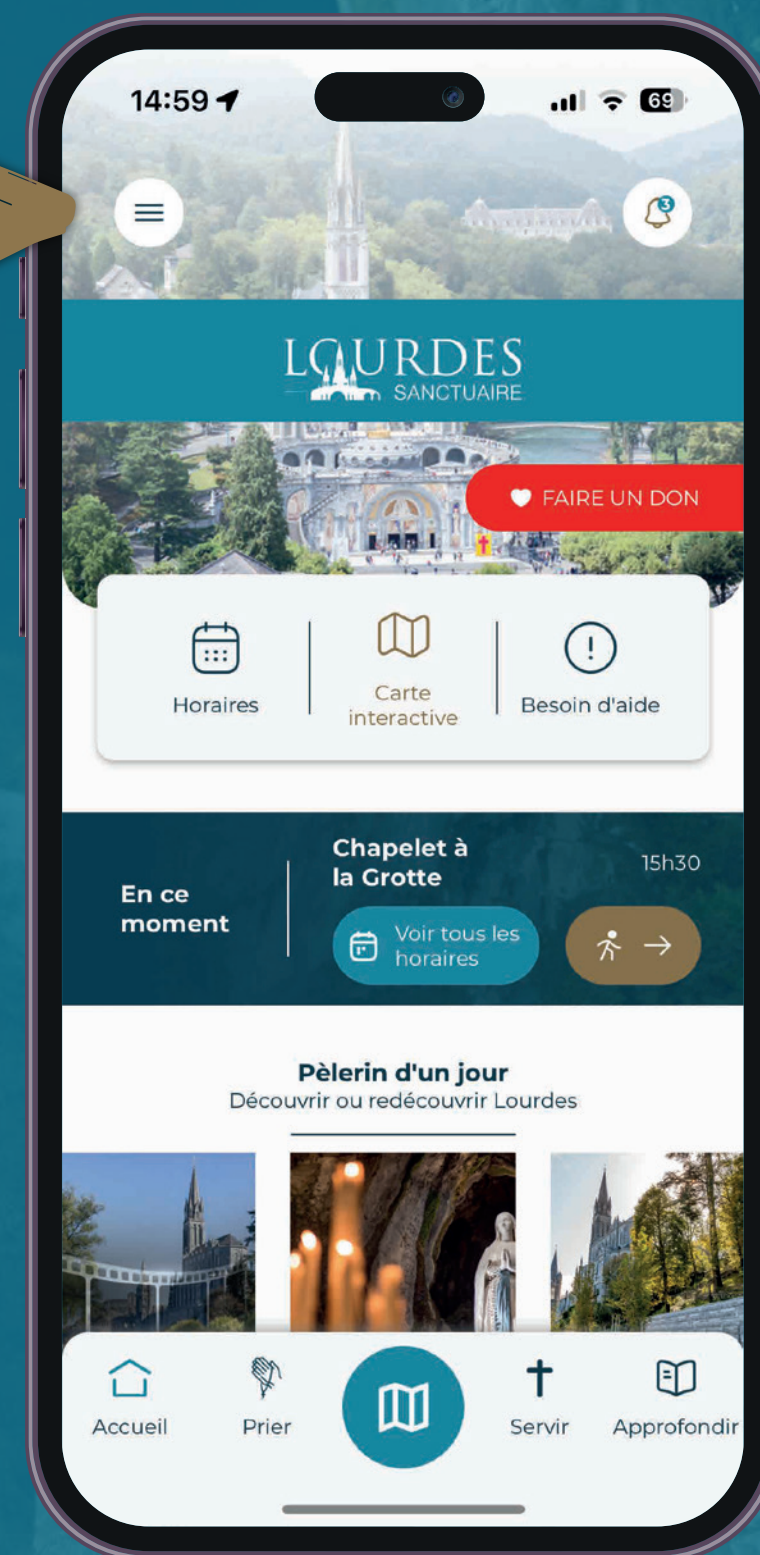 14:59
69
3
LOURDES
SANCTUAIRE
FAIRE UN DON
Horaires
Carte
interactive
Besoin d'aide
En ce
moment
Chapelet à
la Grotte
15h30
Voir tous les
horaires
Pèlerin d'un jour
Découvrir ou redécouvrir Lourdes
Accueil
Prier
Servir
Approfondir